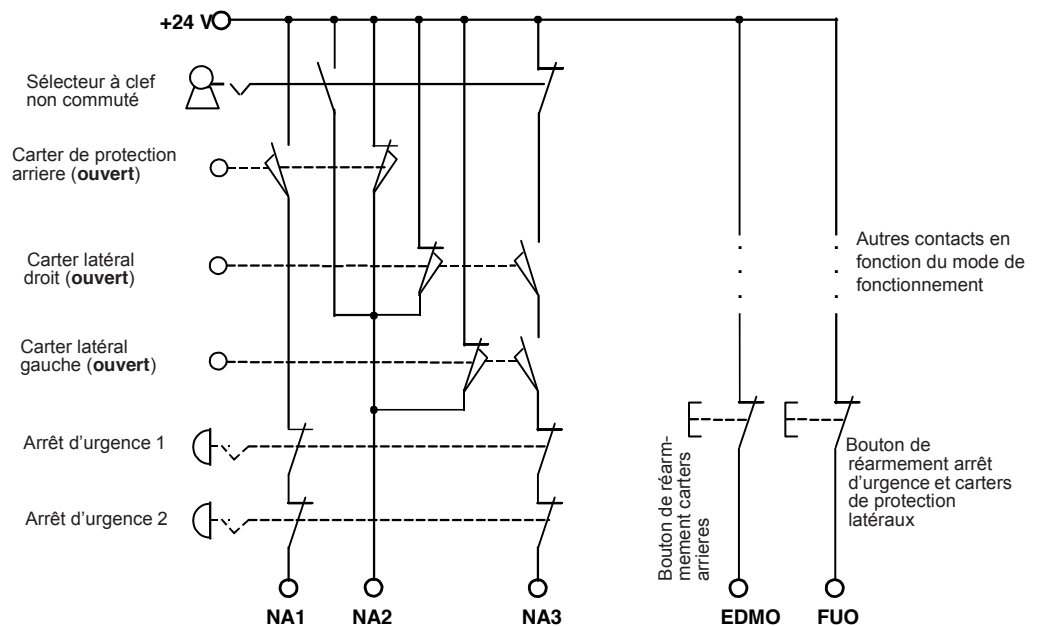 +24 V
Sélecteur à clef
non commuté
Carter de protection
arriere (ouvert)
Carter latéral
droit (ouvert)
Carter latéral
gauche (ouvert)
Arrêt d'urgence 1
Arrêt d'urgence 2
Autres contacts en
fonction du mode de
fonctionnement
Bouton de réarm-
mement carters
arrieres
Bouton de
réarmement arrêt
d'urgence et carters
de protection
latéraux
NA1
NA2
NA3
EDMO
FUO